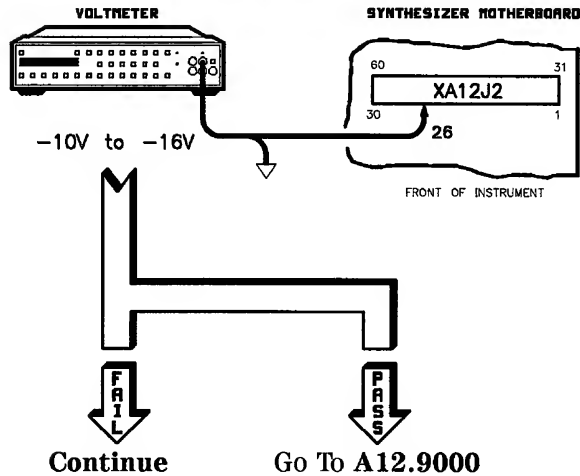 VOLTMETER
SYNTHESIZER MOTHERBOARD
60
31
XA12J2
30
1
26
-10V to -16V
FRONT OF INSTRUMENT
FAIL
PASS
Continue
Go To A12.9000